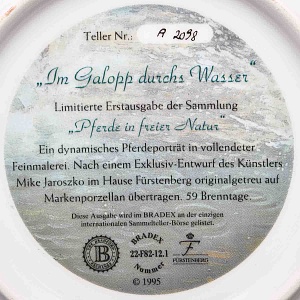 Teller Nr.: A 2098
„Im Galopp durchs Wasser"
Limitierte Erstausgabe der Sammlung
„Pferde in freier Natur"
Ein dynamisches Pferdeporträt in vollendeter
Feinmalerei. Nach einem Exklusiv-Entwurf des Künstlers
Mike Jaroszko im Hause Fürstenberg originalgetreu auf
Markenporzellan übertragen. 59 Brenntage.
Diese Ausgabe wird im BRADEX an der einzigen
internationalen Sammelteller-Börse gelistet.
B
BRADEX
22-F82-12.1
Nummer
F
FÜRSTENBERG
© 1995